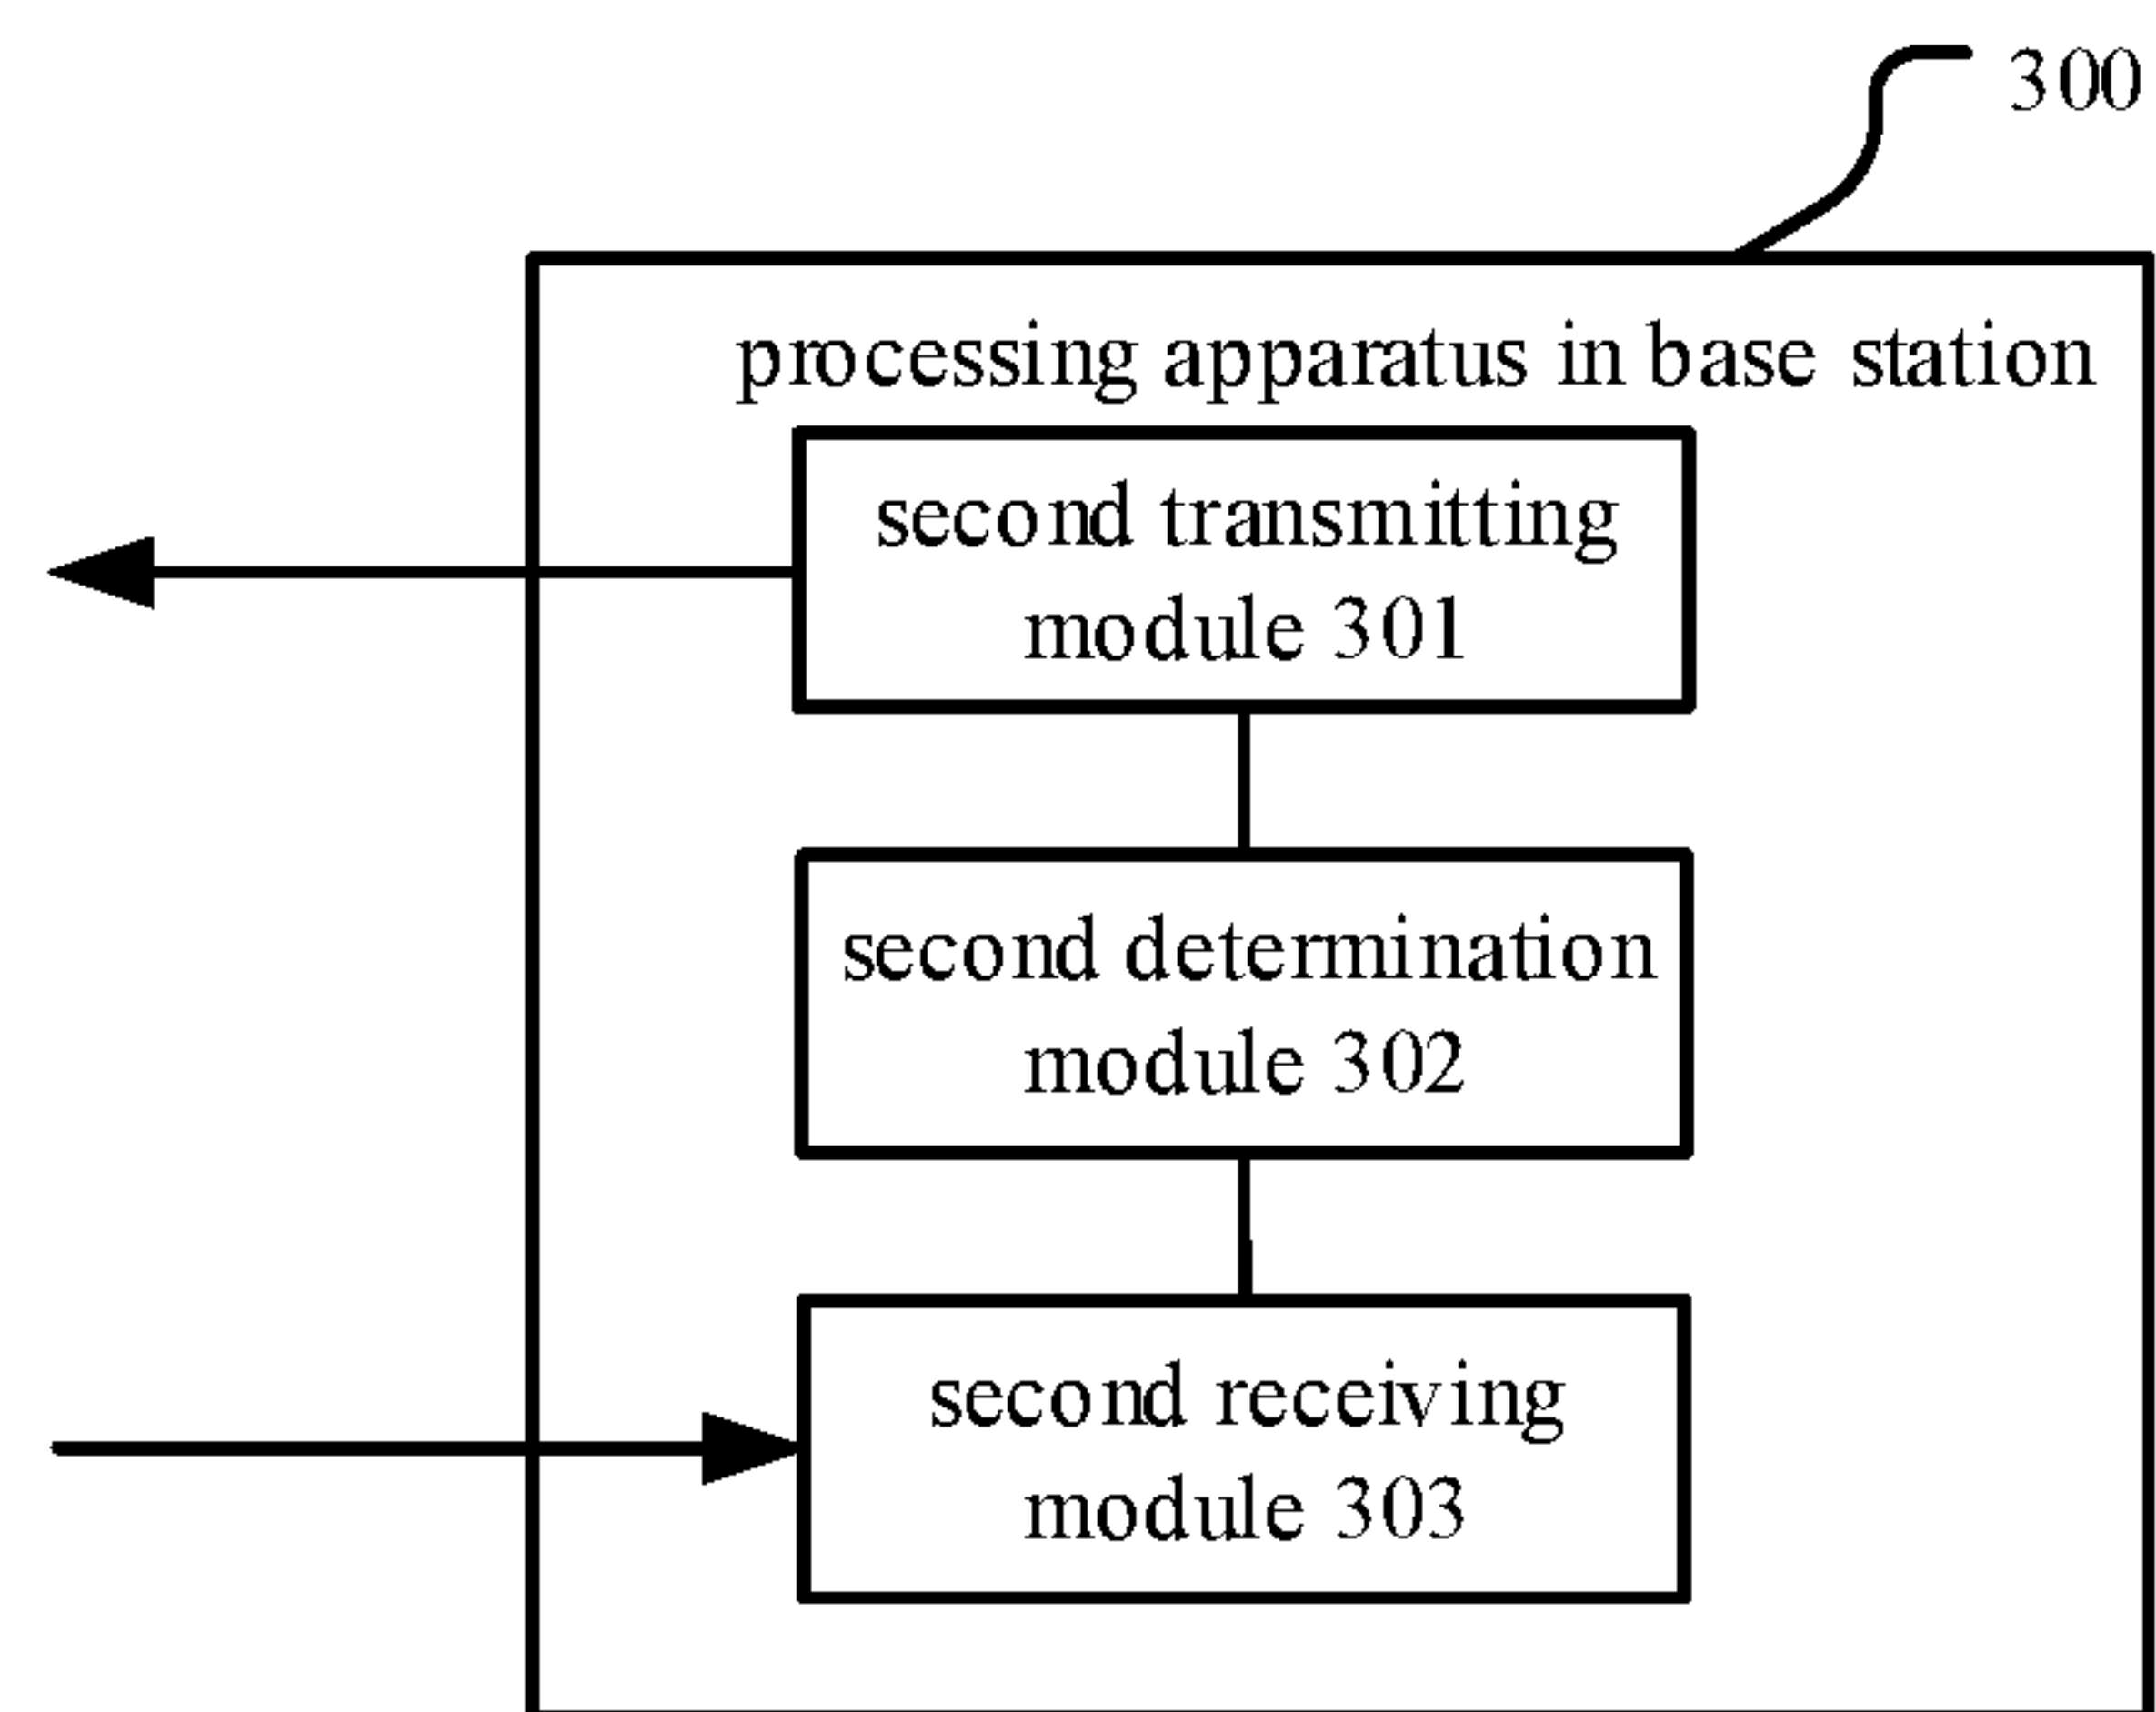 300
processing apparatus in base station
second transmitting
module 301
second determination
module 302
second receiving
module 303